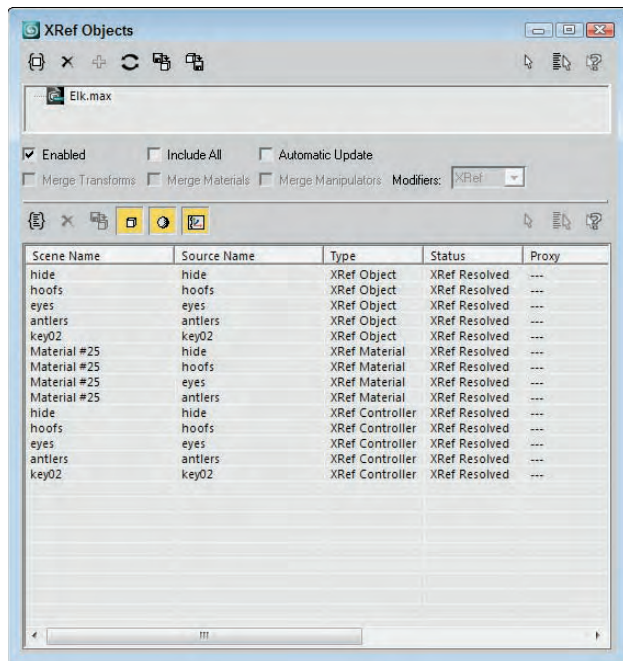 XRef Objects
Elk.max
Enabled Include All Automatic Update
Merge Transforms Merge Materials Merge Manipulators Modifiers: XRef
Scene Name Source Name Type Status Proxy
hide hide XRef Object XRef Resolved ---
hoofs hoofs XRef Object XRef Resolved ---
eyes eyes XRef Object XRef Resolved ---
antlers antlers XRef Object XRef Resolved ---
key02 key02 XRef Object XRef Resolved ---
Material #25 hide XRef Material XRef Resolved ---
Material #25 hoofs XRef Material XRef Resolved ---
Material #25 eyes XRef Material XRef Resolved ---
Material #25 antlers XRef Material XRef Resolved ---
hide hide XRef Controller XRef Resolved ---
hoofs hoofs XRef Controller XRef Resolved ---
eyes eyes XRef Controller XRef Resolved ---
antlers antlers XRef Controller XRef Resolved ---
key02 key02 XRef Controller XRef Resolved ---